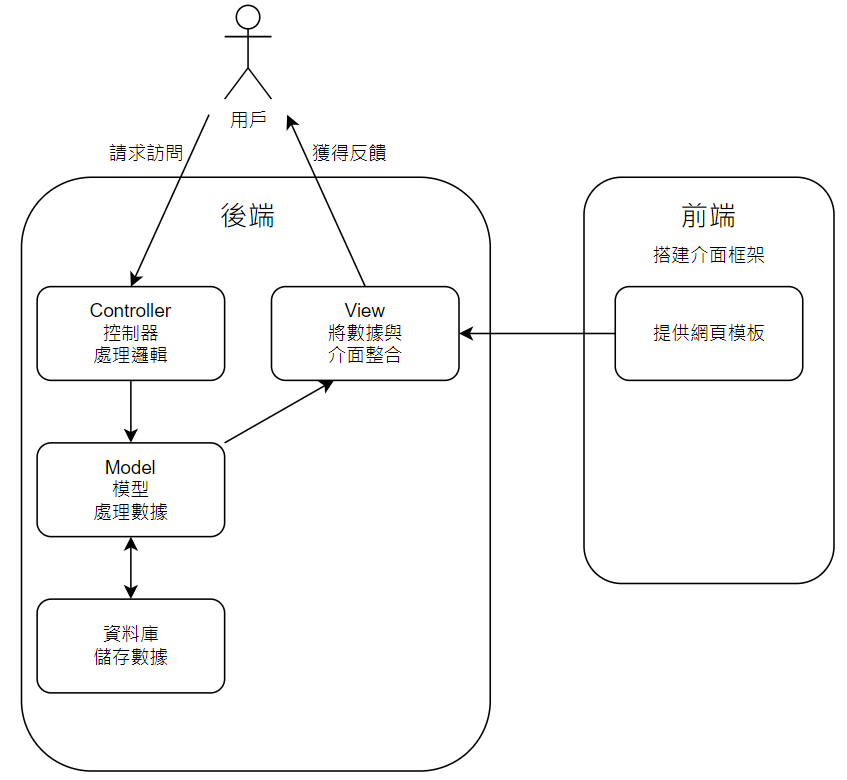 用戶
請求訪問
獲得反饋
後端
Controller
控制器
處理邏輯
View
將數據與
介面整合
Model
模型
處理數據
資料庫
儲存數據
前端
搭建介面框架
提供網頁模板